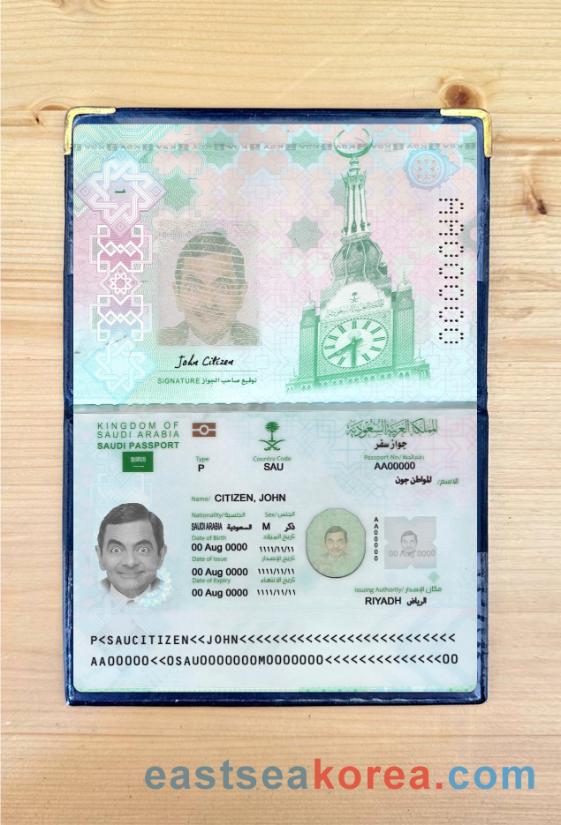 AA00000
John Citizen
SIGNATURE توقيع صاحب الجواز
KINGDOM OF
SAUDI ARABIA
SAUDI PASSPORT
المملكة العربية السعودية
جواز سفر
Type
P
Country Code
SAU
Passport No/
AA00000
الاسم/ المواطن جون
Name/ CITIZEN, JOHN
Nationality/الجنسية
SAUDI ARABIA السعودية
Sex/الجنس
M ذكر
Date of Birth تاريخ الميلاد
00 Aug 0000 ١١١١/١١/١١
Date of Issue تاريخ الإصدار
00 Aug 0000 ١١١١/١١/١١
Date of Expiry تاريخ الانتهاء
00 Aug 0000 ١١١١/١١/١١
AA00000
00 Aug 0000
Issuing Authority/ مكان الإصدار
RIYADH الرياض
P<SAUCITIZEN<<JOHN<<<<<<<<<<<<<<<<<<<<<<<<<<
AA00000<<0SAU0000000M0000000<<<<<<<<<<<<<<00
eastseakorea.com